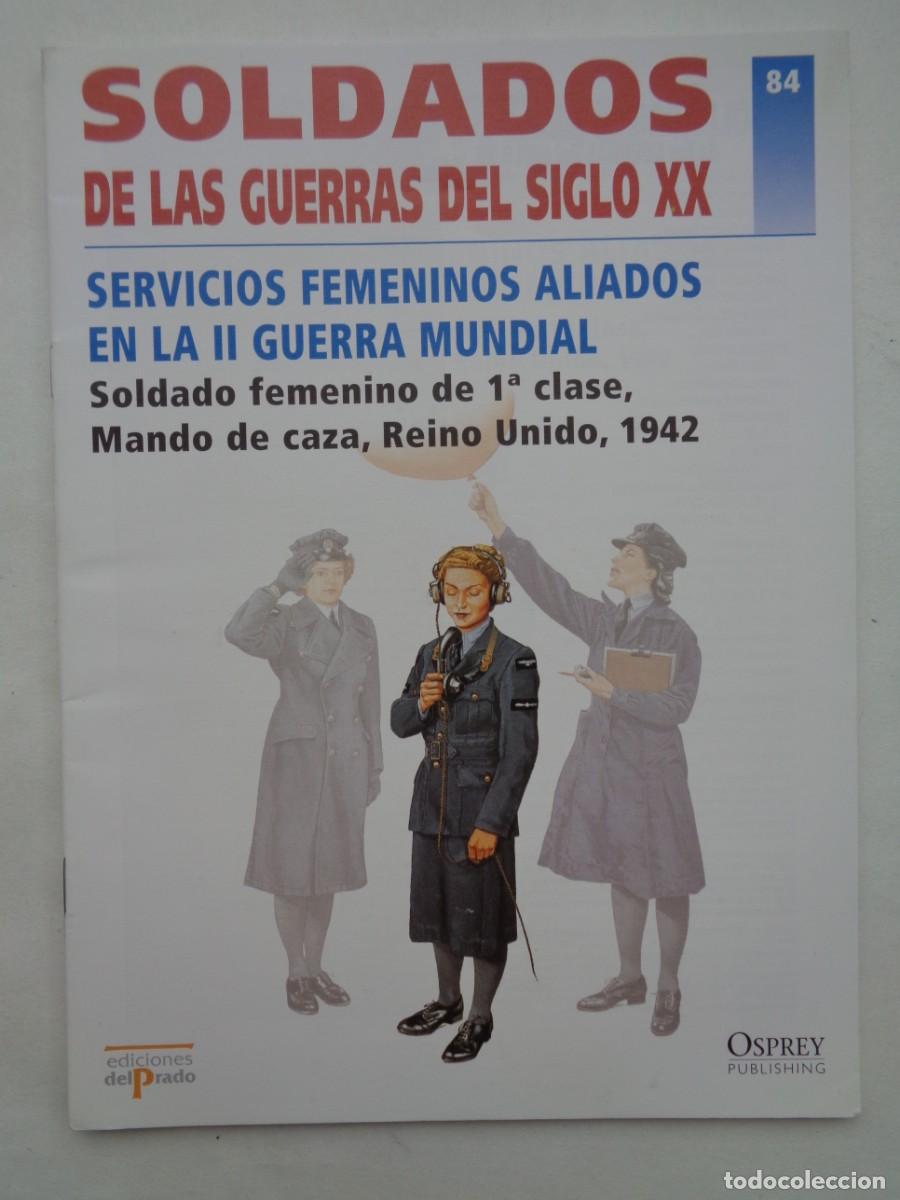 SOLDADOS
84
DE LAS GUERRAS DEL SIGLO XX
SERVICIOS FEMENINOS ALIADOS
EN LA II GUERRA MUNDIAL
Soldado femenino de 1ª clase,
Mando de caza, Reino Unido, 1942
ediciones
delPrado
OSPREY
PUBLISHING
todocoleccion